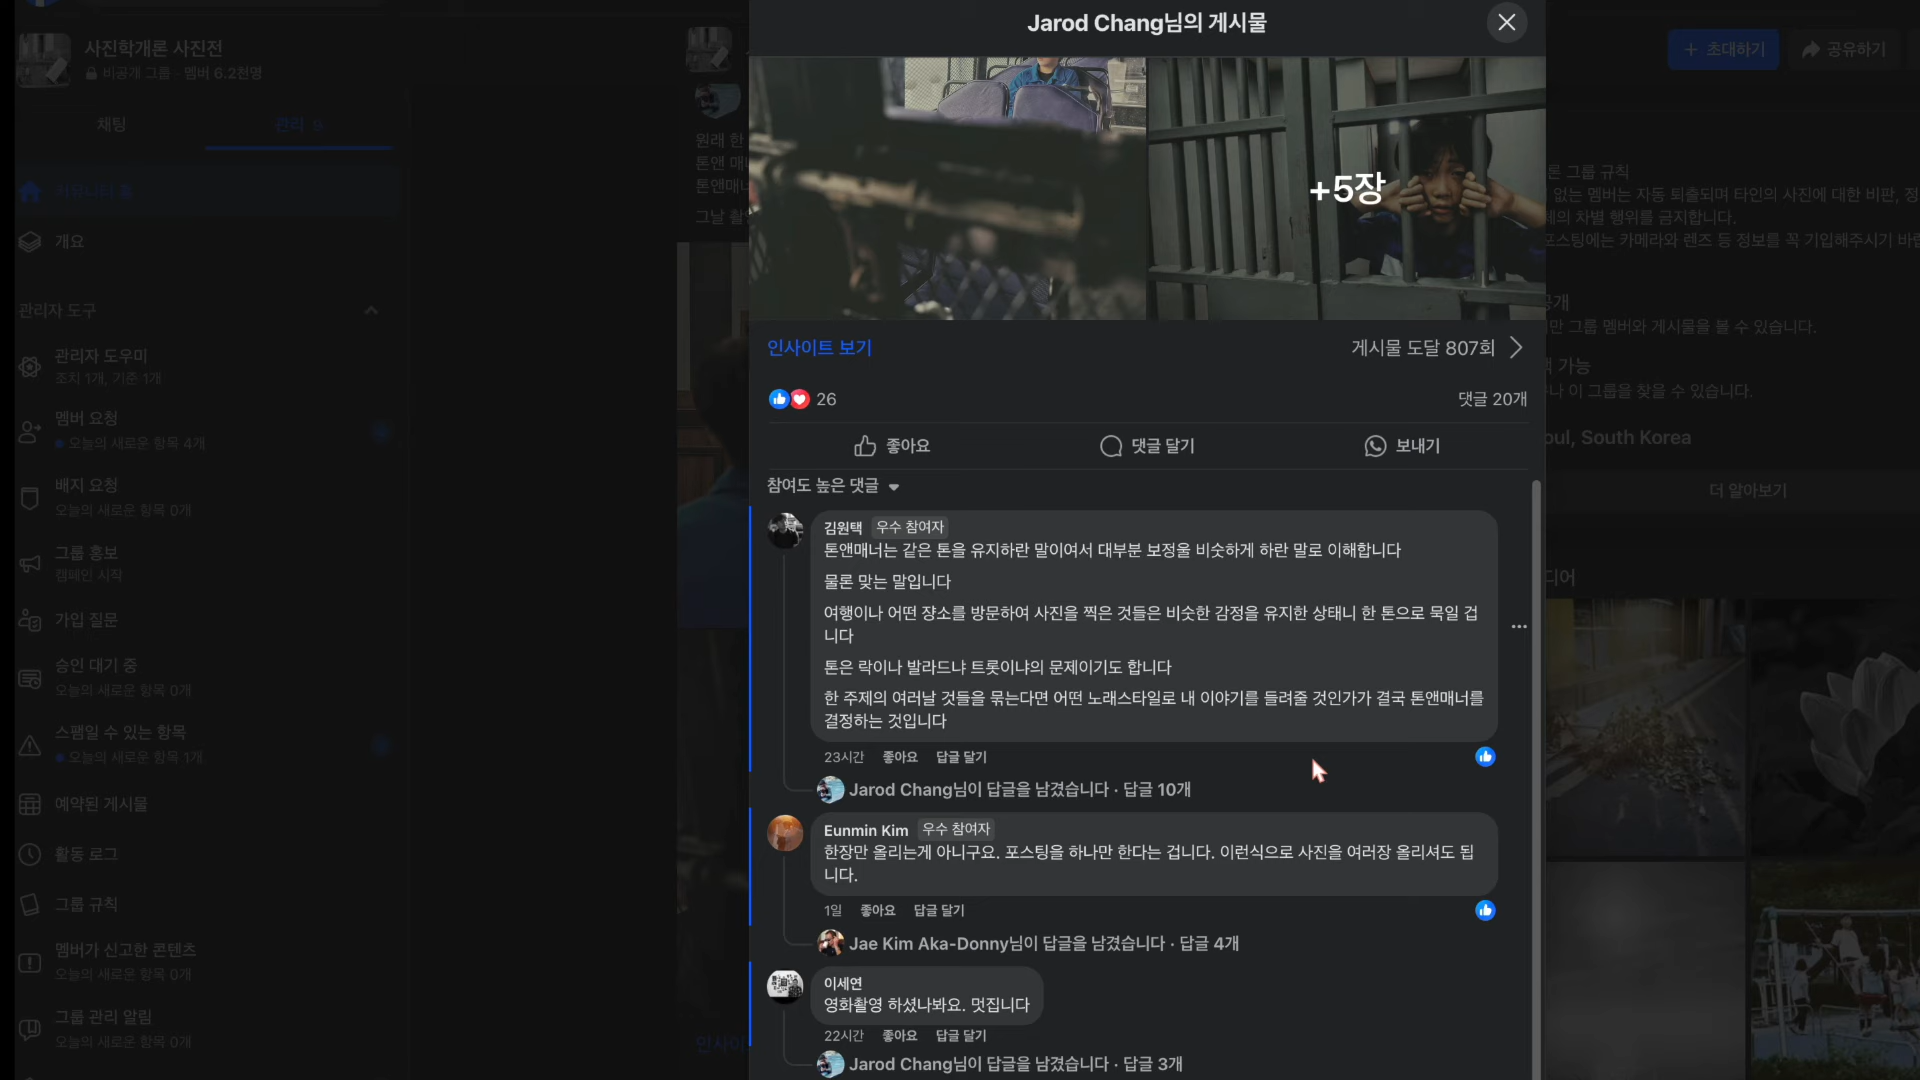 Jarod Chang님의 게시물
사진학개론 사진전
비공개 그룹 · 멤버 6.2천명
초대하기
공유하기
채팅
관리 9
커뮤니티 홈
개요
관리자 도구
관리자 도우미
조치 1개, 기준 1개
멤버 요청
오늘의 새로운 항목 4개
배지 요청
오늘의 새로운 항목 0개
그룹 홍보
캠페인 시작
가입 질문
승인 대기 중
오늘의 새로운 항목 0개
스팸일 수 있는 항목
오늘의 새로운 항목 1개
예약된 게시물
활동 로그
그룹 규칙
멤버가 신고한 콘텐츠
오늘의 새로운 항목 0개
그룹 관리 알림
오늘의 새로운 항목 0개
원래 한
톤앤 매
톤앤매너
그날 촬
인사이
+5장
인사이트 보기
게시물 도달 807회
26
댓글 20개
좋아요
댓글 달기
보내기
참여도 높은 댓글
김원택 우수 참여자
톤앤매너는 같은 톤을 유지하란 말이여서 대부분 보정울 비슷하게 하란 말로 이해합니다
물론 맞는 말입니다
여행이나 어떤 쟝소를 방문하여 사진을 찍은 것들은 비슷한 감정을 유지한 상태니 한 톤으로 묵일 겁
니다
톤은 락이나 발라드냐 트롯이냐의 문제이기도 합니다
한 주제의 여러날 것들을 묶는다면 어떤 노래스타일로 내 이야기를 들려줄 것인가가 결국 톤앤매너를
결정하는 것입니다
23시간 좋아요 답글 달기
Jarod Chang님이 답글을 남겼습니다 · 답글 10개
Eunmin Kim 우수 참여자
한장만 올리는게 아니구요. 포스팅을 하나만 한다는 겁니다. 이런식으로 사진을 여러장 올리셔도 됩
니다.
1일 좋아요 답글 달기
Jae Kim Aka-Donny님이 답글을 남겼습니다 · 답글 4개
이세연
영화촬영 하셨나봐요. 멋집니다
22시간 좋아요 답글 달기
Jarod Chang님이 답글을 남겼습니다 · 답글 3개
론 그룹 규칙
없는 멤버는 자동 퇴출되며 타인의 사진에 대한 비판, 정
의 차별 행위를 금지합니다.
포스팅에는 카메라와 렌즈 등 정보를 꼭 기입해주시기 바랍
공개
만 그룹 멤버와 게시물을 볼 수 있습니다.
가능
나 이 그룹을 찾을 수 있습니다.
oul, South Korea
더 알아보기
디어